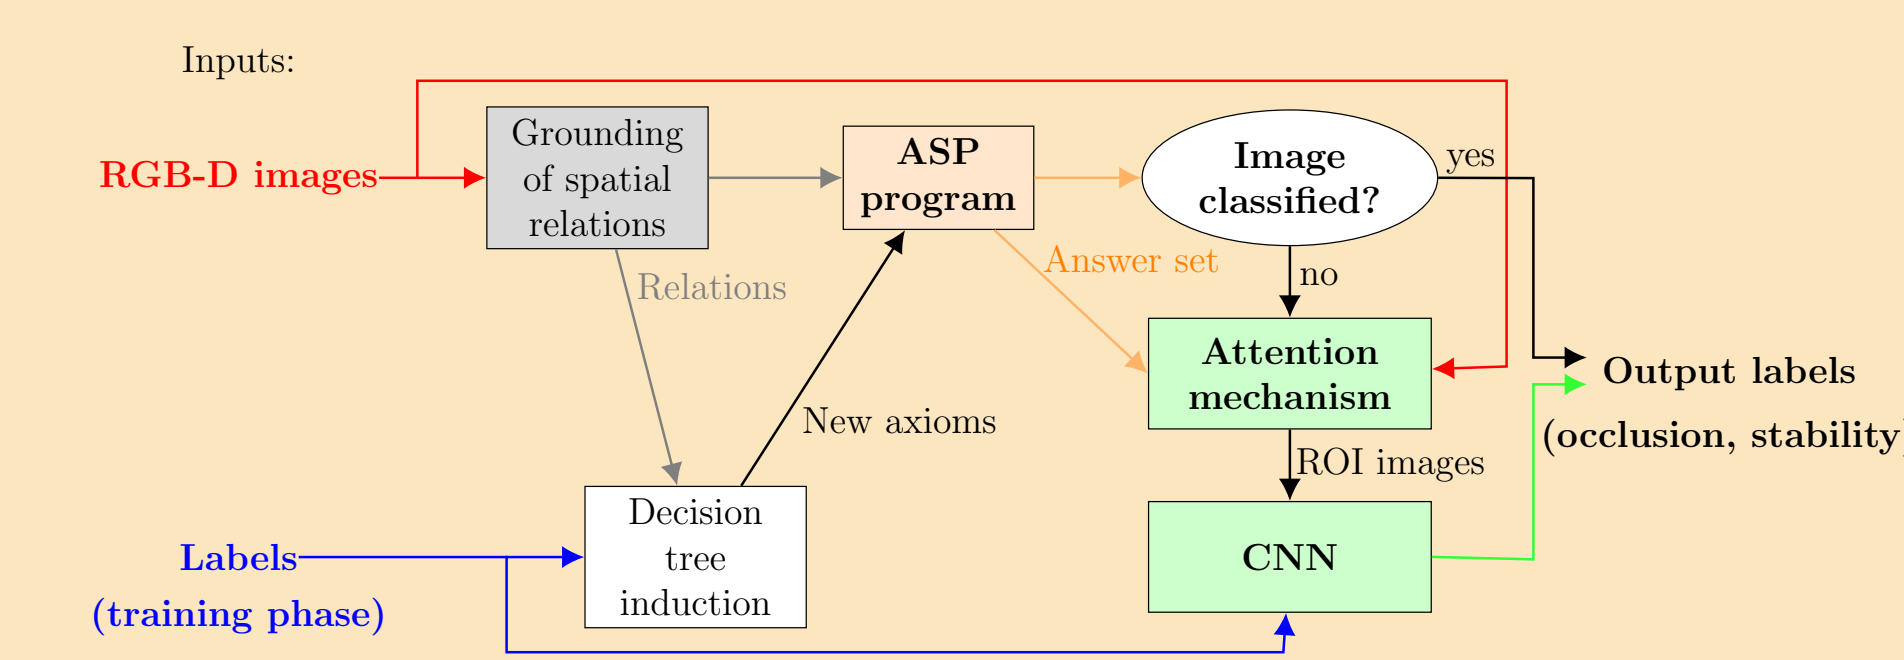 Inputs:
RGB-D images
Grounding
of spatial
relations
ASP
program
Image
classified?
yes
no
Answer set
Relations
Attention
mechanism
Output labels
(occlusion, stability)
New axioms
ROI images
Labels
(training phase)
Decision
tree
induction
CNN